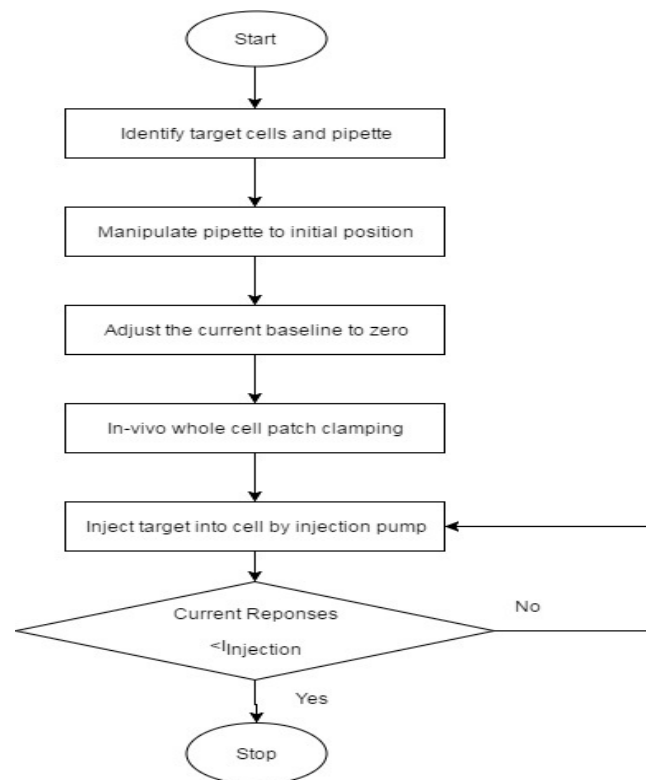 Start
Identify target cells and pipette
Manipulate pipette to initial position
Adjust the current baseline to zero
In-vivo whole cell patch clamping
Inject target into cell by injection pump
Current Reponses
<IInjection
No
Yes
Stop